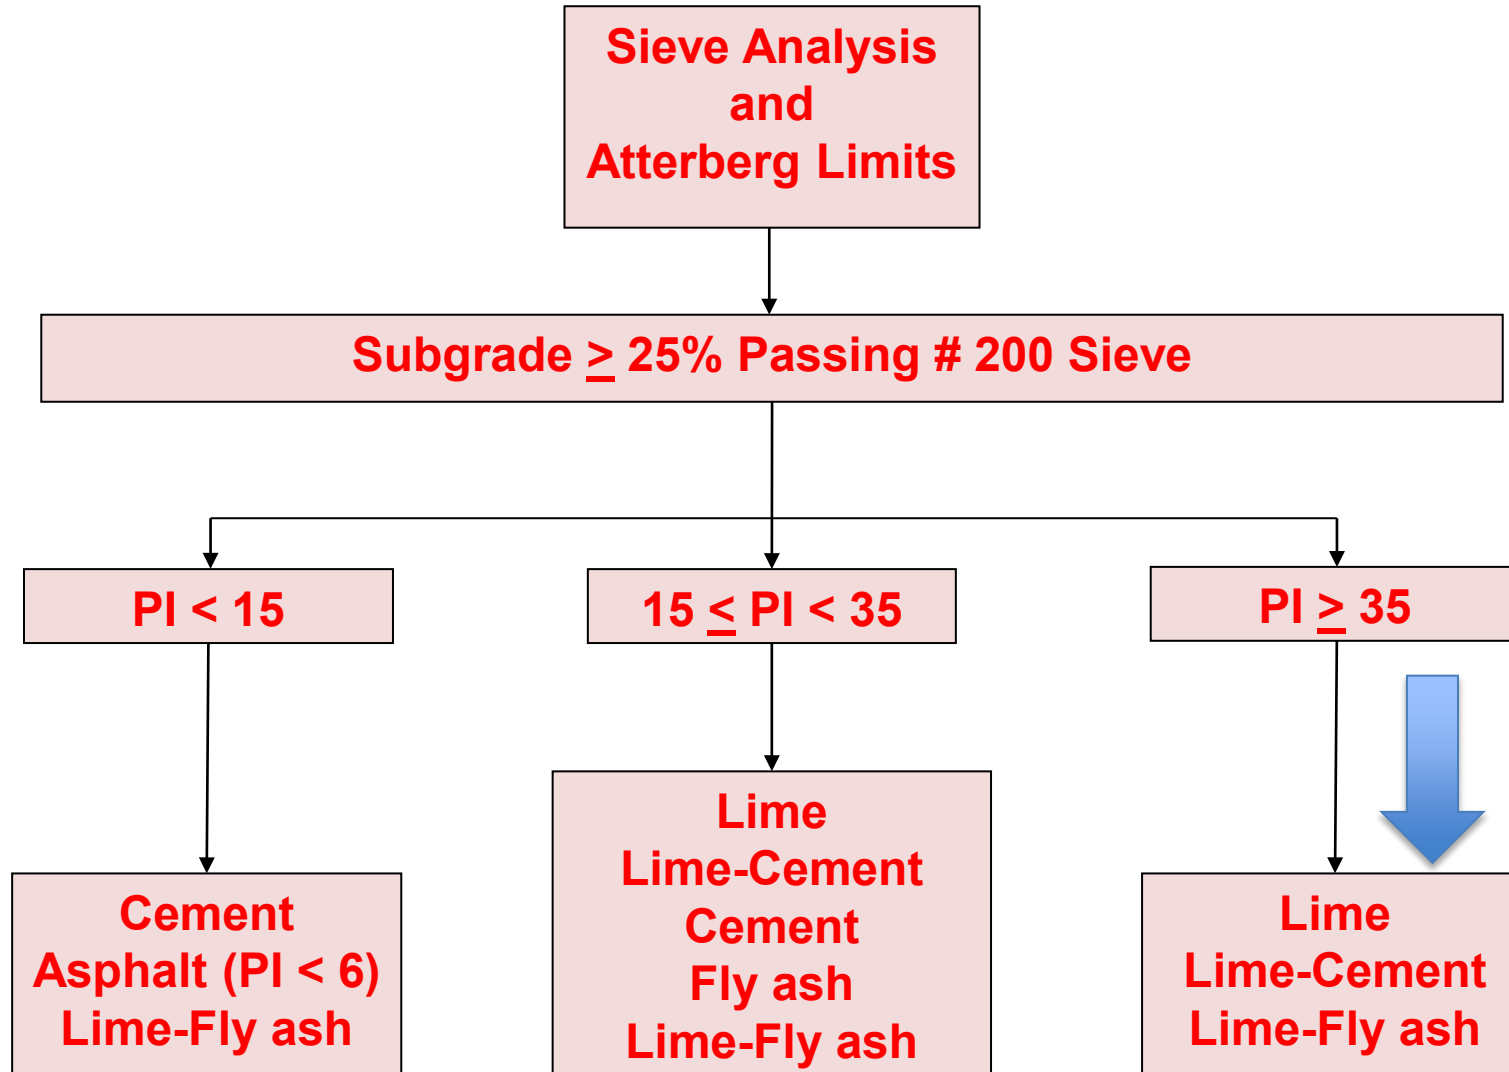 Sieve Analysis
and
Atterberg Limits
Subgrade ≥ 25% Passing # 200 Sieve
PI < 15
15 ≤ PI < 35
PI ≥ 35
Cement
Asphalt (PI < 6)
Lime-Fly ash
Lime
Lime-Cement
Cement
Fly ash
Lime-Fly ash
Lime
Lime-Cement
Lime-Fly ash